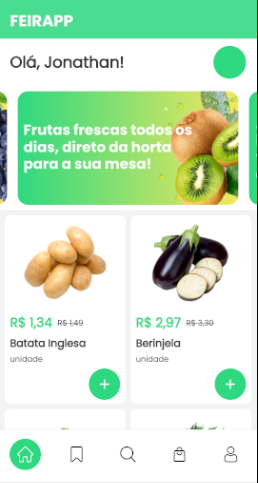 FEIRAPP
Olá, Jonathan!
Frutas frescas todos os
dias, direto da horta
para a sua mesa!
R$ 1,34 R$ 1,49
Batata Inglesa
unidade
R$ 2,97 R$ 3,30
Berinjela
unidade